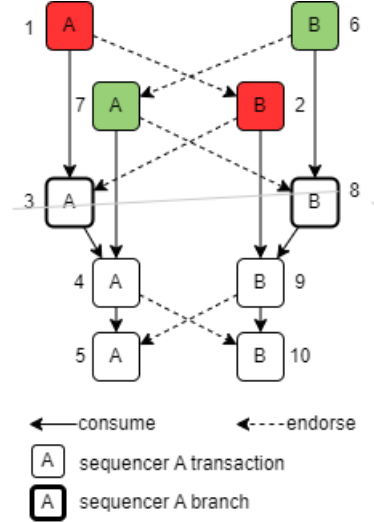 1 A B 6
7 A B 2
3 A B 8
4 A B 9
5 A B 10
consume endorse
A sequencer A transaction
A sequencer A branch